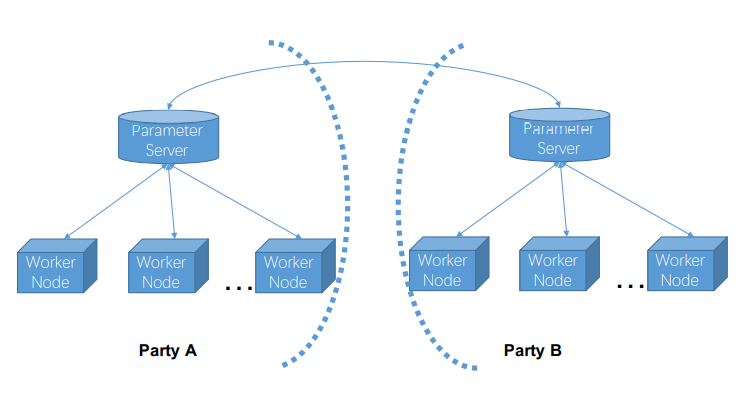 Parameter
Server
Parameter
Server
Worker
Node
Worker
Node
...
Worker
Node
Worker
Node
Worker
Node
...
Worker
Node
Party A
Party B